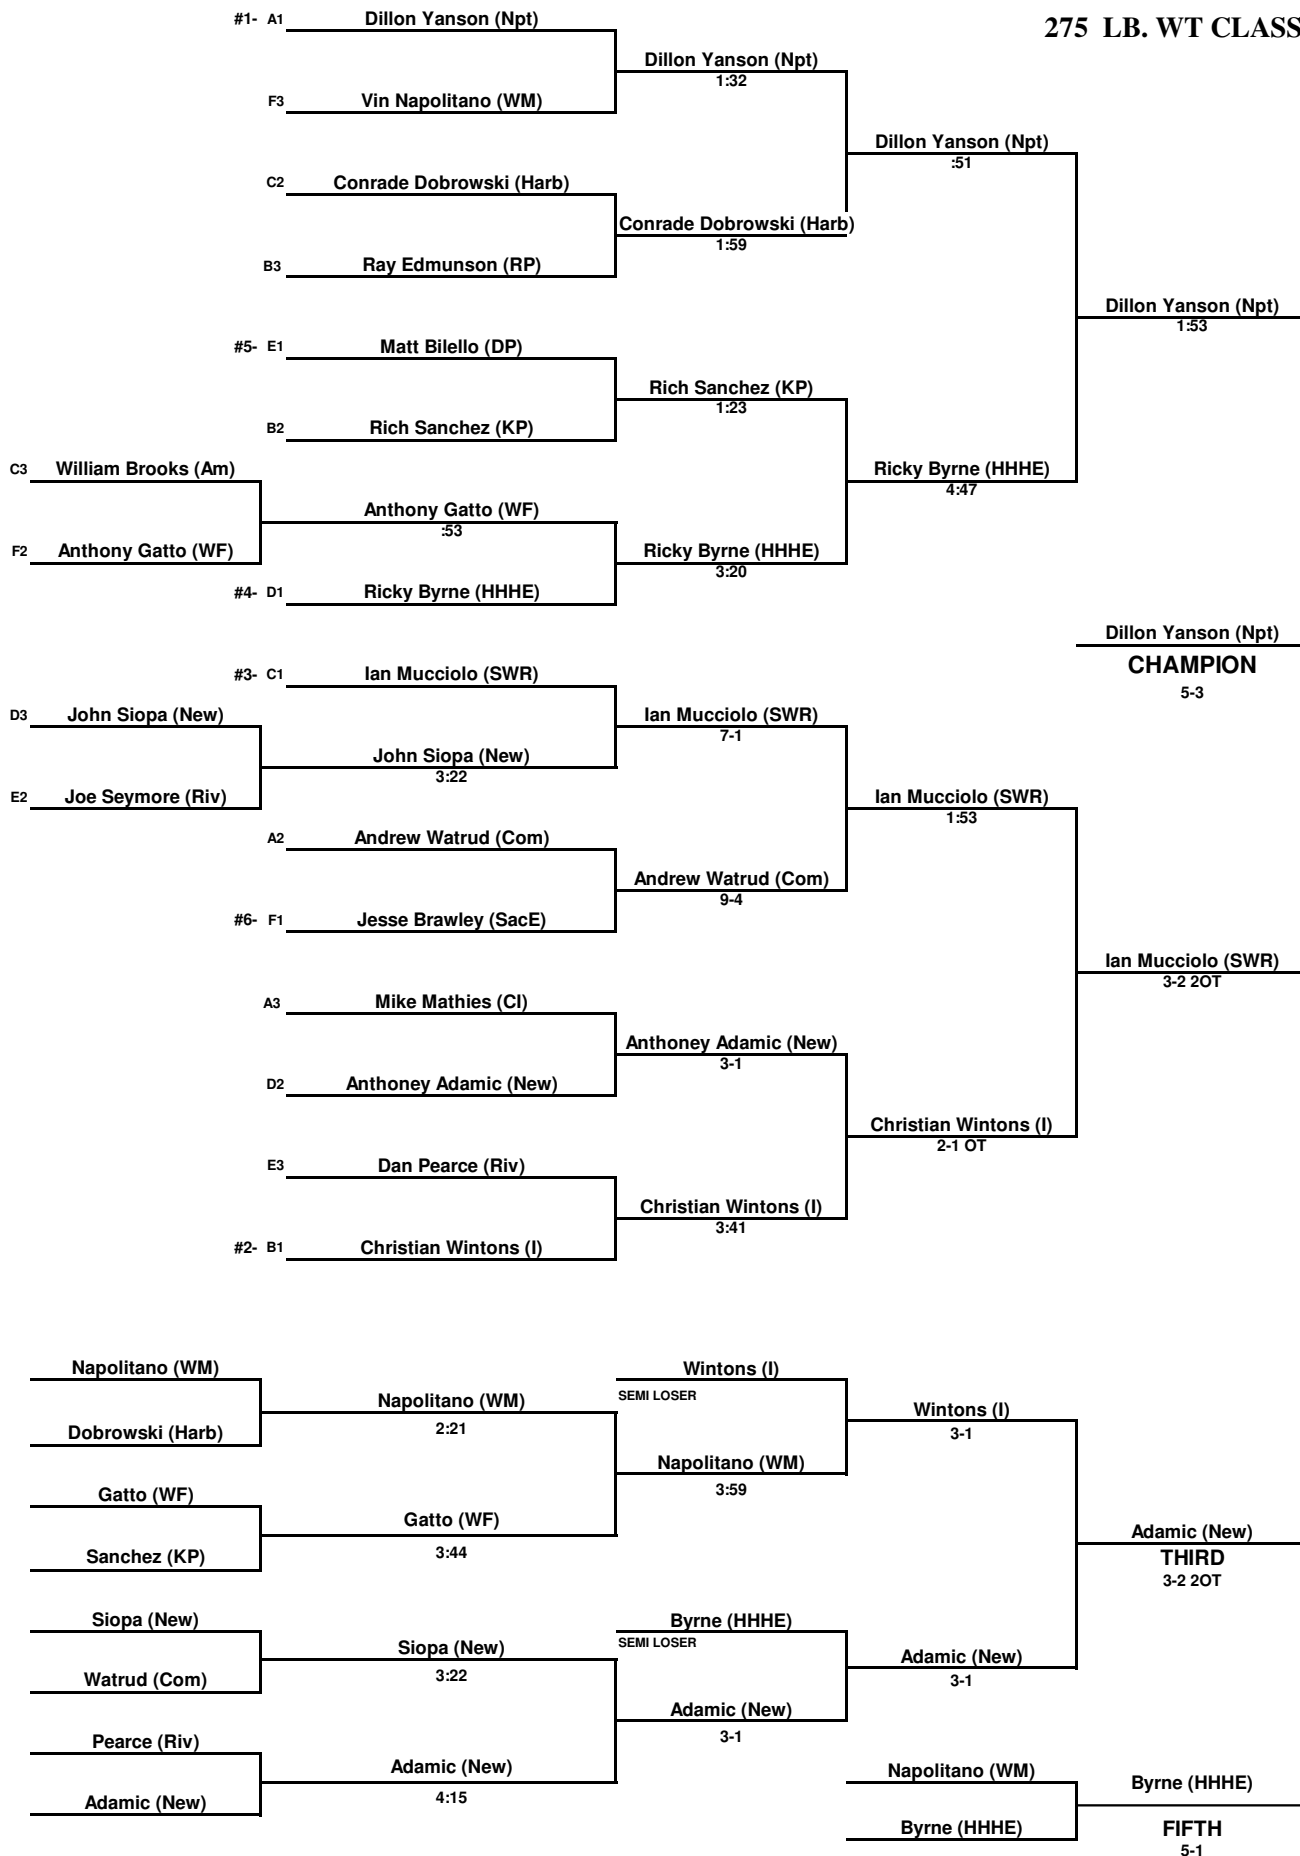 275 LB. WT CLASS
#1- A1 Dillon Yanson (Npt)
Dillon Yanson (Npt)
1:32
F3 Vin Napolitano (WM)
Dillon Yanson (Npt)
:51
C2 Conrade Dobrowski (Harb)
Conrade Dobrowski (Harb)
1:59
B3 Ray Edmunson (RP)
Dillon Yanson (Npt)
1:53
#5- E1 Matt Bilello (DP)
Rich Sanchez (KP)
1:23
B2 Rich Sanchez (KP)
C3 William Brooks (Am)
Ricky Byrne (HHHE)
4:47
Anthony Gatto (WF)
:53
F2 Anthony Gatto (WF)
Ricky Byrne (HHHE)
3:20
#4- D1 Ricky Byrne (HHHE)
Dillon Yanson (Npt)
CHAMPION
5-3
#3- C1 Ian Mucciolo (SWR)
D3 John Siopa (New)
Ian Mucciolo (SWR)
7-1
John Siopa (New)
3:22
E2 Joe Seymore (Riv)
Ian Mucciolo (SWR)
1:53
A2 Andrew Watrud (Com)
Andrew Watrud (Com)
9-4
#6- F1 Jesse Brawley (SacE)
Ian Mucciolo (SWR)
3-2 2OT
A3 Mike Mathies (CI)
Anthoney Adamic (New)
3-1
D2 Anthoney Adamic (New)
Christian Wintons (I)
2-1 OT
E3 Dan Pearce (Riv)
Christian Wintons (I)
3:41
#2- B1 Christian Wintons (I)
Napolitano (WM)
Wintons (I)
SEMI LOSER
Napolitano (WM)
2:21
Wintons (I)
3-1
Dobrowski (Harb)
Napolitano (WM)
3:59
Gatto (WF)
Gatto (WF)
3:44
Sanchez (KP)
Adamic (New)
THIRD
3-2 2OT
Siopa (New)
Byrne (HHHE)
SEMI LOSER
Siopa (New)
3:22
Adamic (New)
3-1
Watrud (Com)
Adamic (New)
3-1
Pearce (Riv)
Adamic (New)
4:15
Adamic (New)
Napolitano (WM)
Byrne (HHHE)
Byrne (HHHE)
FIFTH
5-1